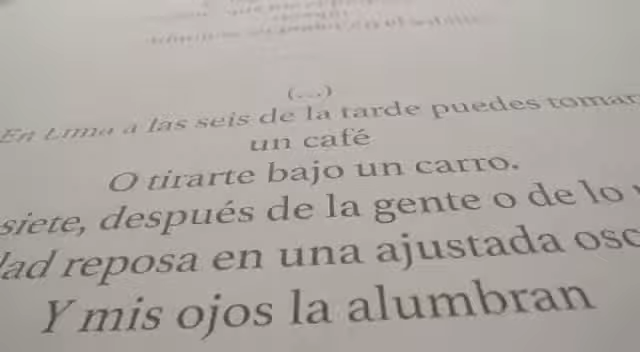 (...)
En Lima a las seis de la tarde puedes tomar
un café
O tirarte bajo un carro.
siete, después de la gente o de lo
dad reposa en una ajustada osc
Y mis ojos la alumbran